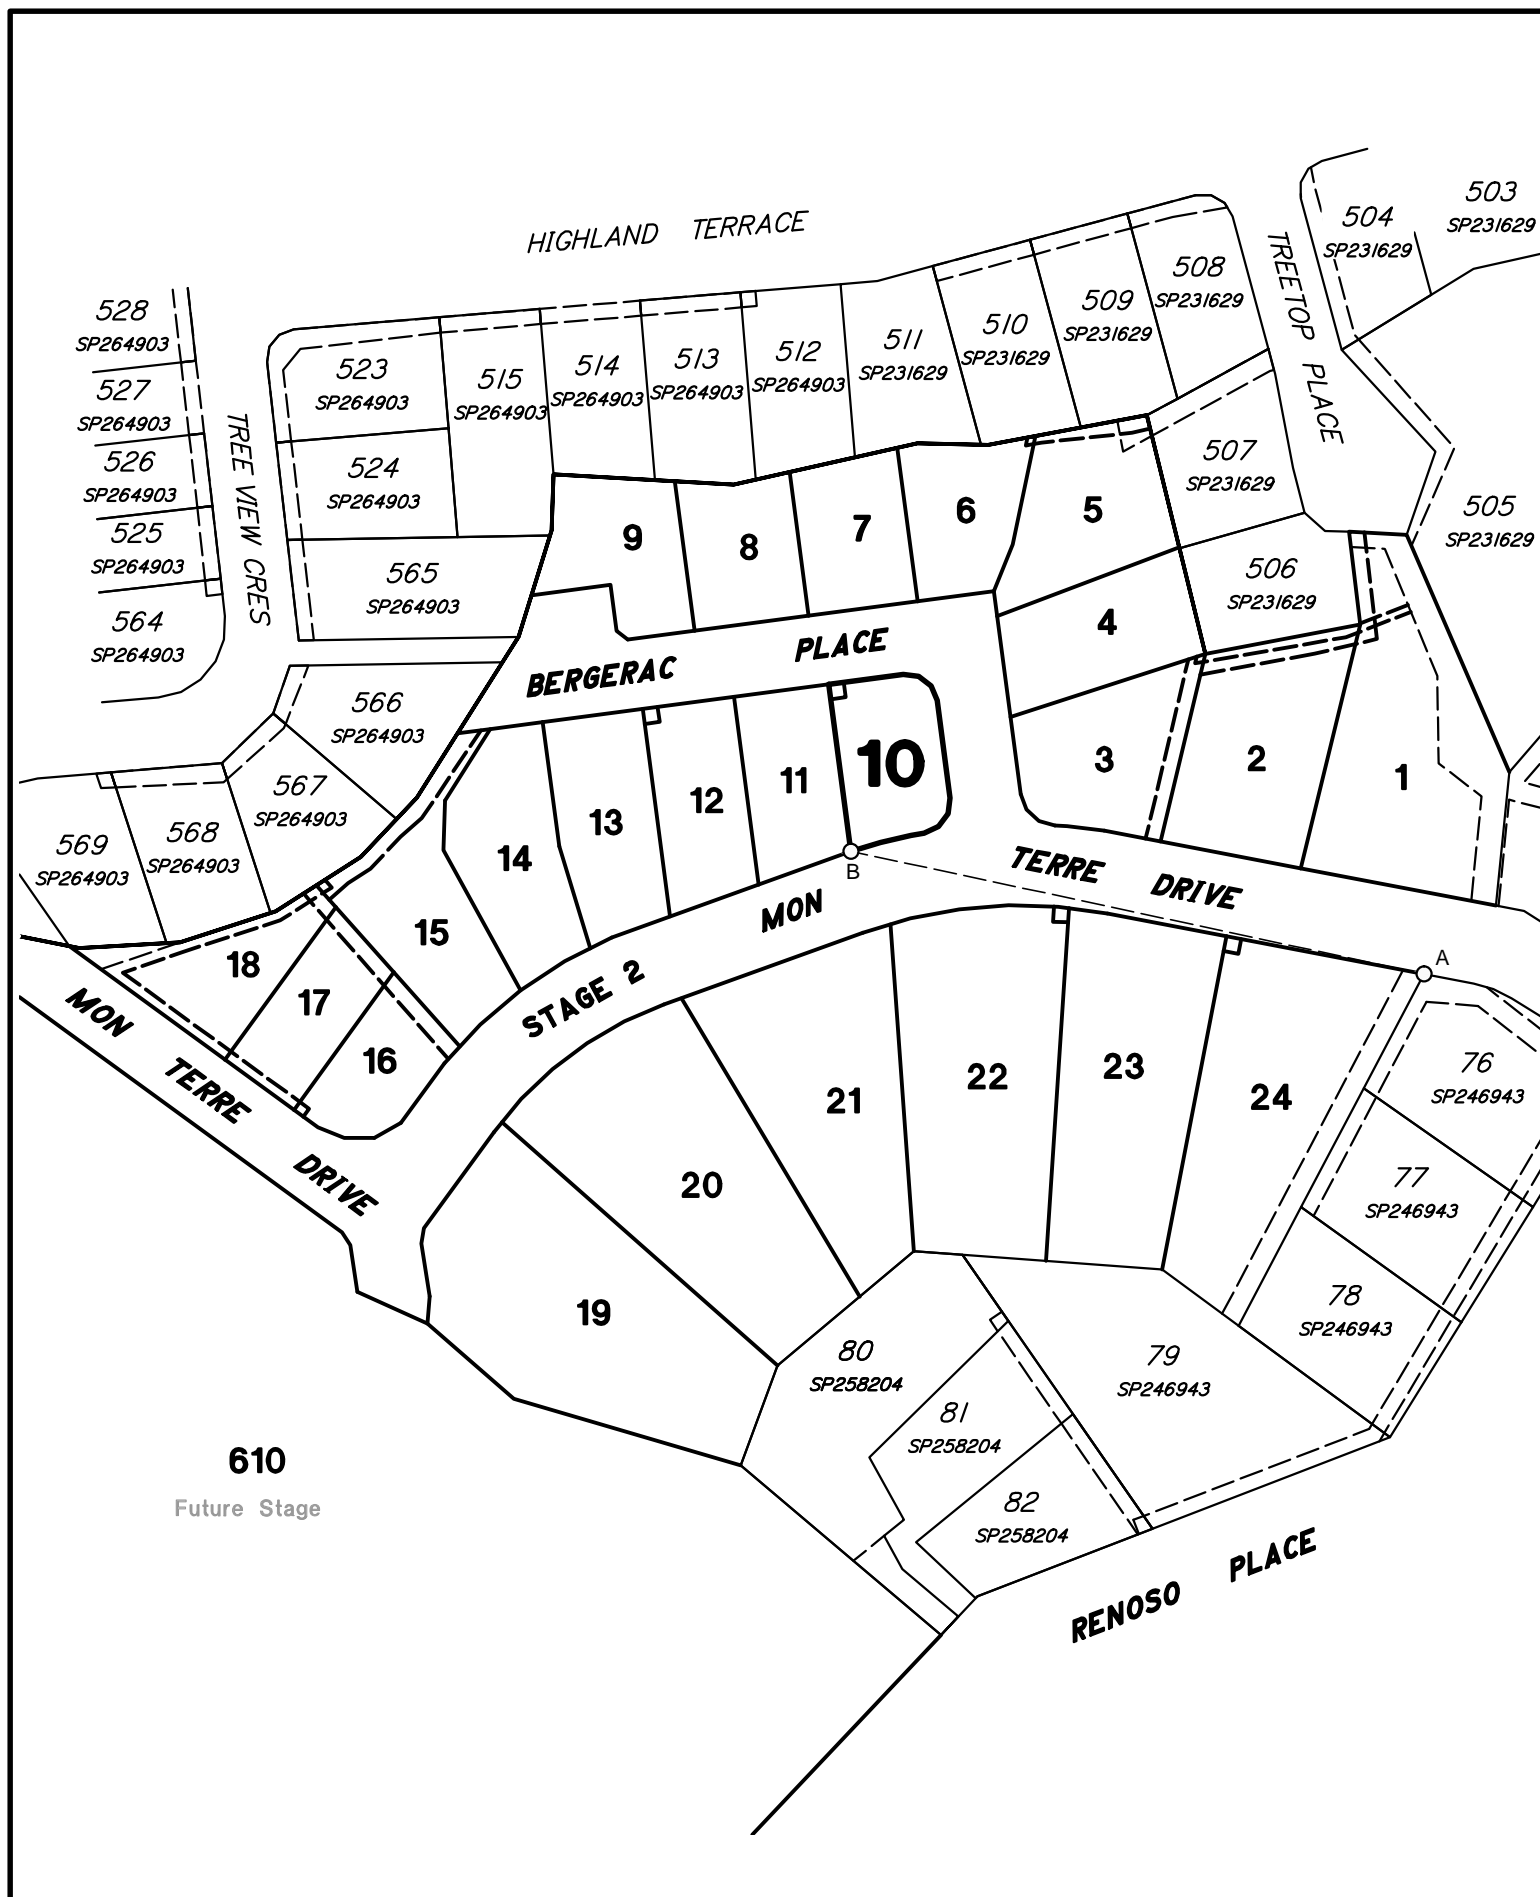 HIGHLAND TERRACE
503
SP231629
504
SP231629
TREETOP PLACE
508
SP231629
509
SP231629
510
SP231629
511
SP231629
512
SP264903
513
SP264903
514
SP264903
515
SP264903
523
SP264903
524
SP264903
528
SP264903
527
SP264903
526
SP264903
525
SP264903
564
SP264903
TREE VIEW CRES
565
SP264903
566
SP264903
567
SP264903
568
SP264903
569
SP264903
507
SP231629
505
SP231629
506
SP231629
9
8
7
6
5
4
3
2
1
BERGERAC PLACE
10
11
12
13
14
15
16
17
18
B
A
MON TERRE DRIVE
STAGE 2
MON TERRE DRIVE
19
20
21
22
23
24
76
SP246943
77
SP246943
78
SP246943
79
SP246943
80
SP258204
81
SP258204
82
SP258204
RENOSO PLACE
610
Future Stage